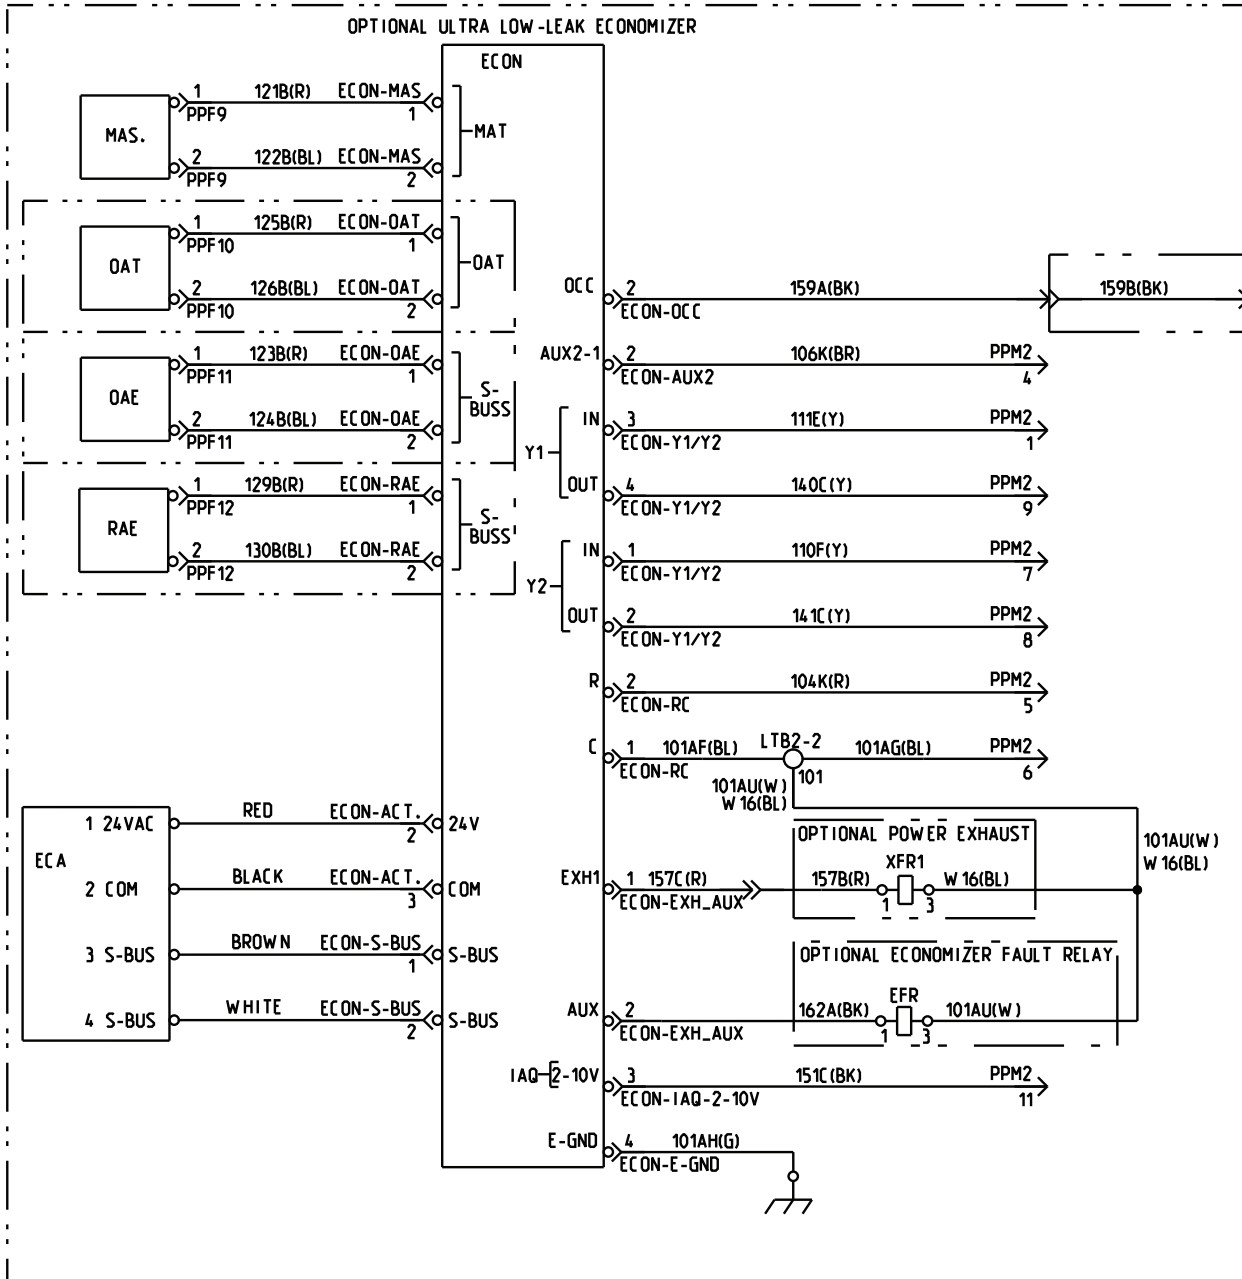 OPTIONAL ULTRA LOW-LEAK ECONOMIZER
ECON
MAS.
1 121B(R) ECON-MAS
PPF9 1
MAT
2 122B(BL) ECON-MAS
PPF9 2
OAT
1 125B(R) ECON-OAT
PPF10 1
OAT
2 126B(BL) ECON-OAT
PPF10 2
OAE
1 123B(R) ECON-OAE
PPF11 1
S-
BUSS
2 124B(BL) ECON-OAE
PPF11 2
RAE
1 129B(R) ECON-RAE
PPF12 1
S-
BUSS
2 130B(BL) ECON-RAE
PPF12 2
OCC 2 159A(BK) 159B(BK)
ECON-OCC
AUX2-1 2 106K(BR) PPM2
ECON-AUX2 4
Y1
IN 3 111E(Y) PPM2
ECON-Y1/Y2 1
OUT 4 140C(Y) PPM2
ECON-Y1/Y2 9
Y2
IN 1 110F(Y) PPM2
ECON-Y1/Y2 7
OUT 2 141C(Y) PPM2
ECON-Y1/Y2 8
R 2 104K(R) PPM2
ECON-RC 5
C 1 101AF(BL) LTB2-2 101AG(BL) PPM2
ECON-RC 101 6
101AU(W)
W16(BL)
ECA
1 24VAC RED ECON-ACT. 24V
2
2 COM BLACK ECON-ACT. COM
3
3 S-BUS BROWN ECON-S-BUS S-BUS
1
4 S-BUS WHITE ECON-S-BUS S-BUS
2
OPTIONAL POWER EXHAUST
101AU(W)
W16(BL)
XFR1
EXH1 1 157C(R) 157B(R) W16(BL)
ECON-EXH_AUX 1 3
OPTIONAL ECONOMIZER FAULT RELAY
EFR
AUX 2 162A(BK) 101AU(W)
ECON-EXH_AUX 1 3
IAQ 2-10V 3 151C(BK) PPM2
ECON-IAQ-2-10V 11
E-GND 4 101AH(G)
ECON-E-GND